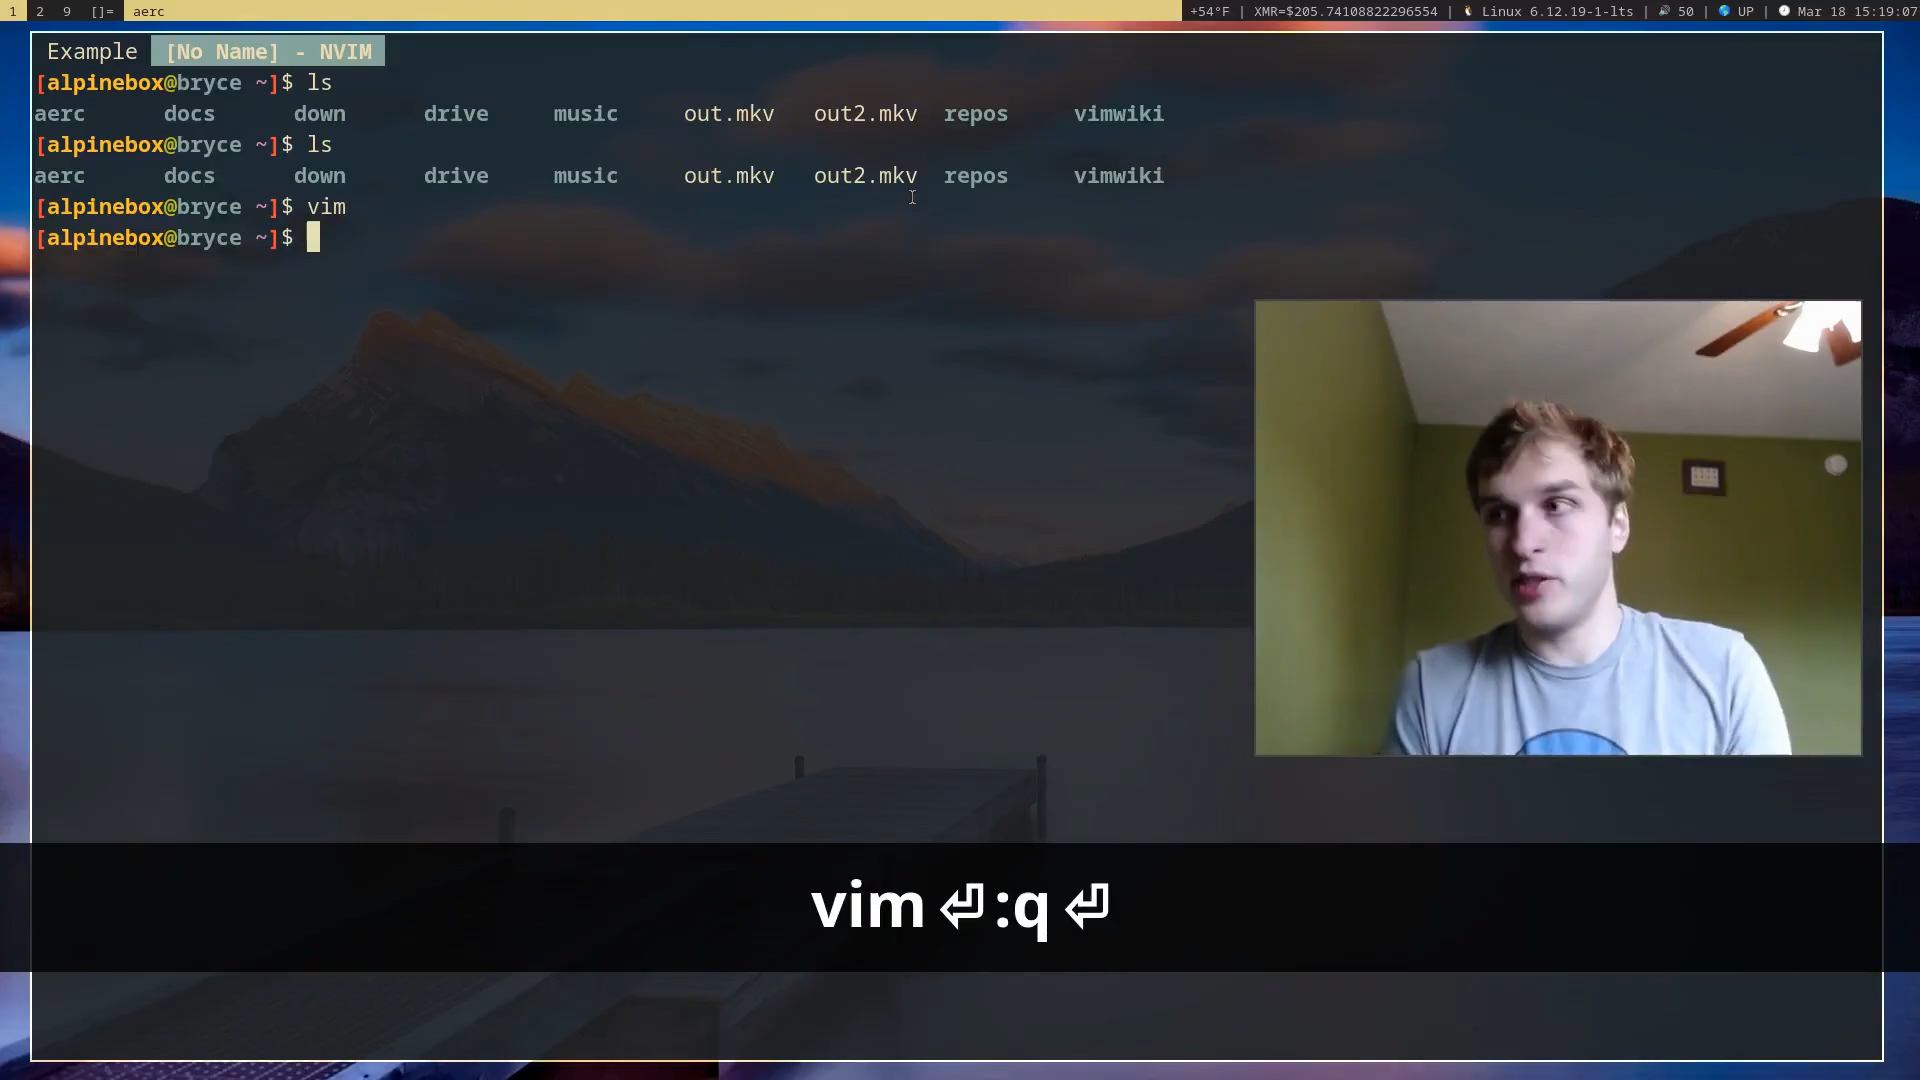 1 2 9 []= aerc +54°F | XMR=$205.74108822296554 | Linux 6.12.19-1-lts | 50 | UP | Mar 18 15:19:07
Example [No Name] - NVIM
[alpinebox@bryce ~]$ ls
aerc docs down drive music out.mkv out2.mkv repos vimwiki
[alpinebox@bryce ~]$ ls
aerc docs down drive music out.mkv out2.mkv repos vimwiki
[alpinebox@bryce ~]$ vim
[alpinebox@bryce ~]$
vim ⏎ :q ⏎